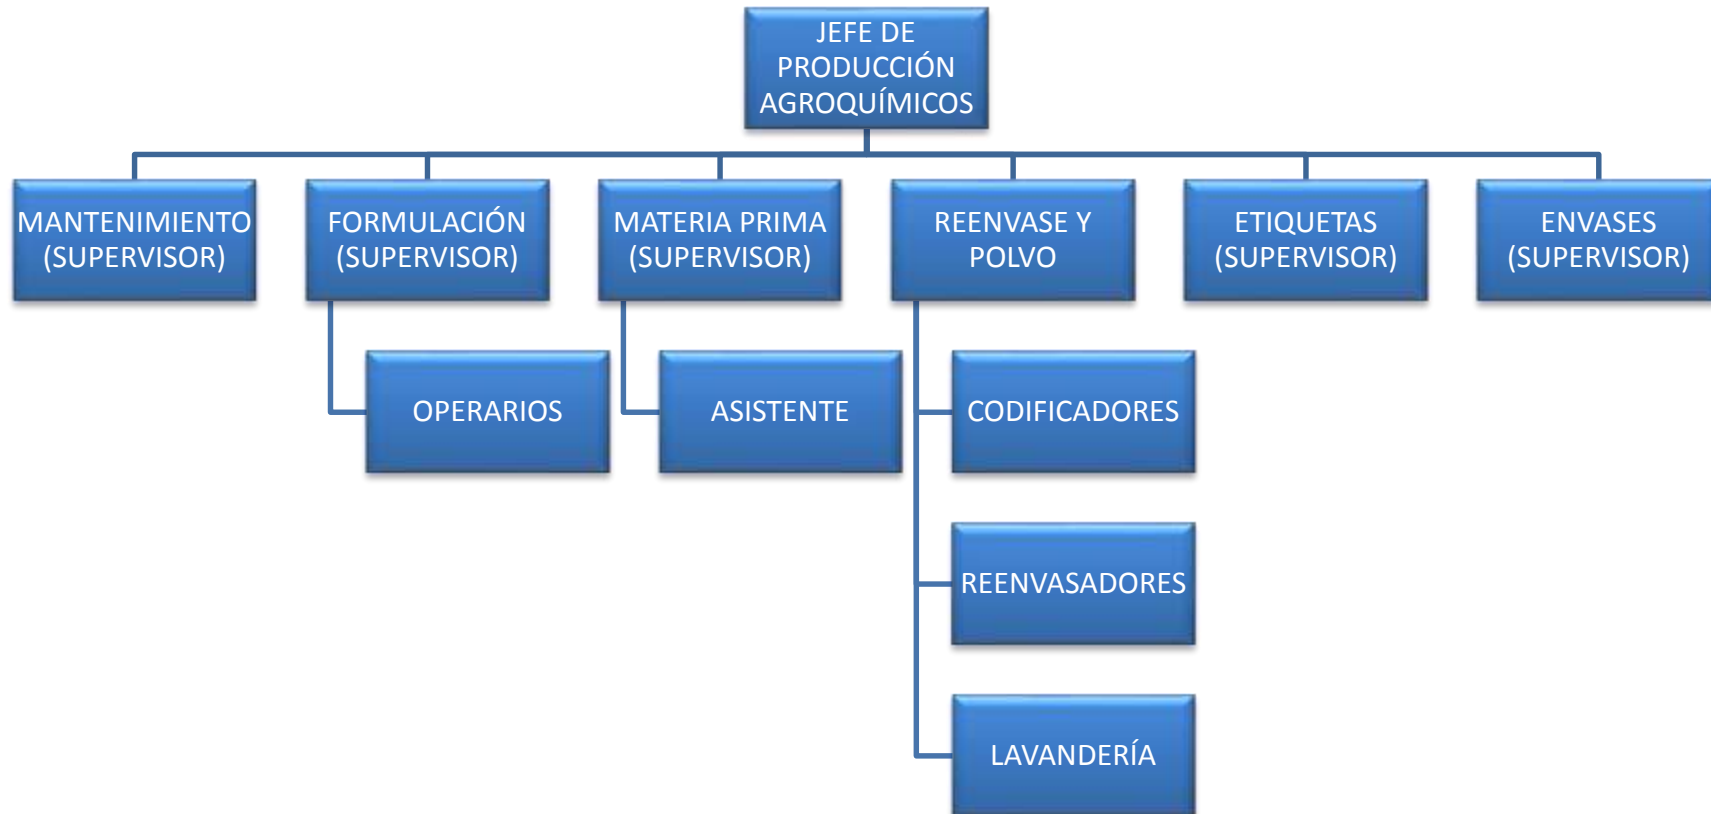 JEFE DE
PRODUCCIÓN
AGROQUÍMICOS
MANTENIMIENTO
(SUPERVISOR)
FORMULACIÓN
(SUPERVISOR)
MATERIA PRIMA
(SUPERVISOR)
REENVASE Y
POLVO
ETIQUETAS
(SUPERVISOR)
ENVASES
(SUPERVISOR)
OPERARIOS
ASISTENTE
CODIFICADORES
REENVASADORES
LAVANDERÍA